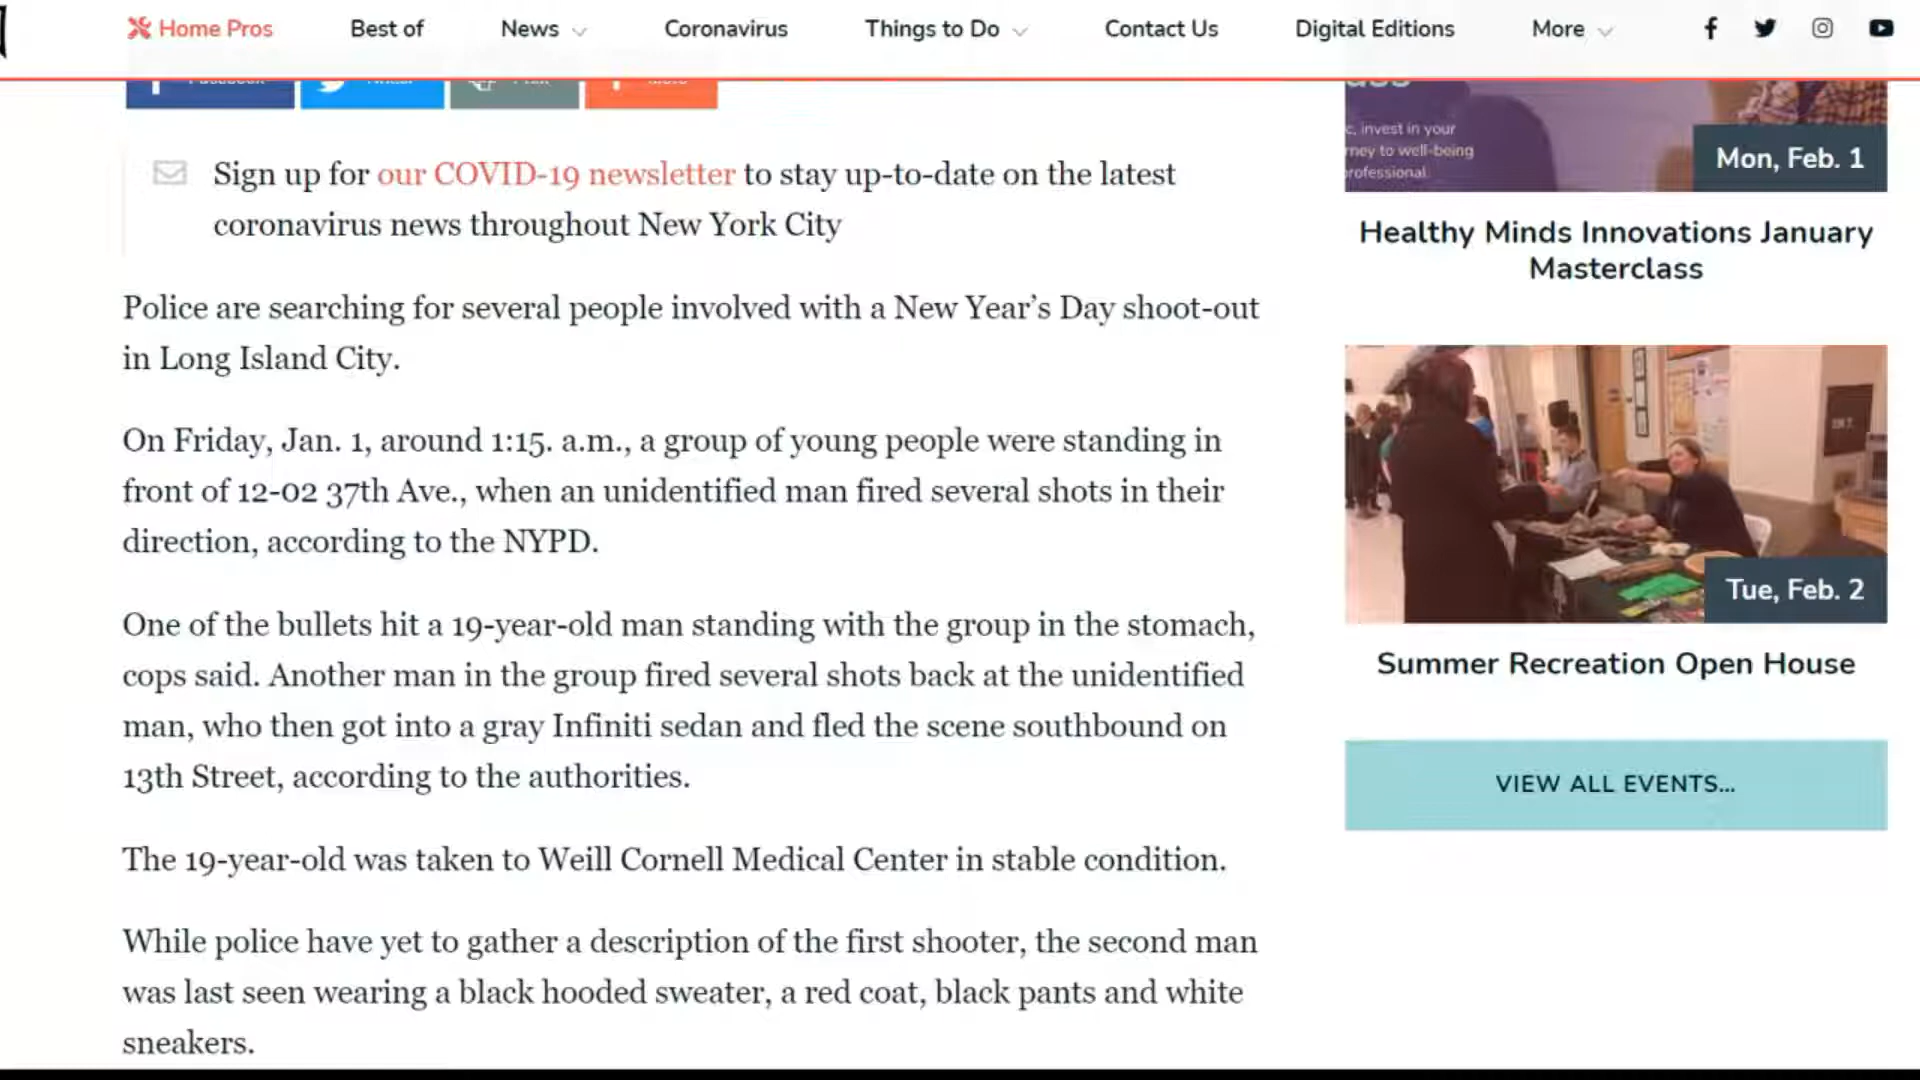 Home Pros
Best of
News
Coronavirus
Things to Do
Contact Us
Digital Editions
More
Sign up for our COVID-19 newsletter to stay up-to-date on the latest
coronavirus news throughout New York City
Police are searching for several people involved with a New Year’s Day shoot-out
in Long Island City.
On Friday, Jan. 1, around 1:15. a.m., a group of young people were standing in
front of 12-02 37th Ave., when an unidentified man fired several shots in their
direction, according to the NYPD.
One of the bullets hit a 19-year-old man standing with the group in the stomach,
cops said. Another man in the group fired several shots back at the unidentified
man, who then got into a gray Infiniti sedan and fled the scene southbound on
13th Street, according to the authorities.
The 19-year-old was taken to Weill Cornell Medical Center in stable condition.
While police have yet to gather a description of the first shooter, the second man
was last seen wearing a black hooded sweater, a red coat, black pants and white
sneakers.
invest in your
to well-being
professional.
Mon, Feb. 1
Healthy Minds Innovations January
Masterclass
Tue, Feb. 2
Summer Recreation Open House
VIEW ALL EVENTS...